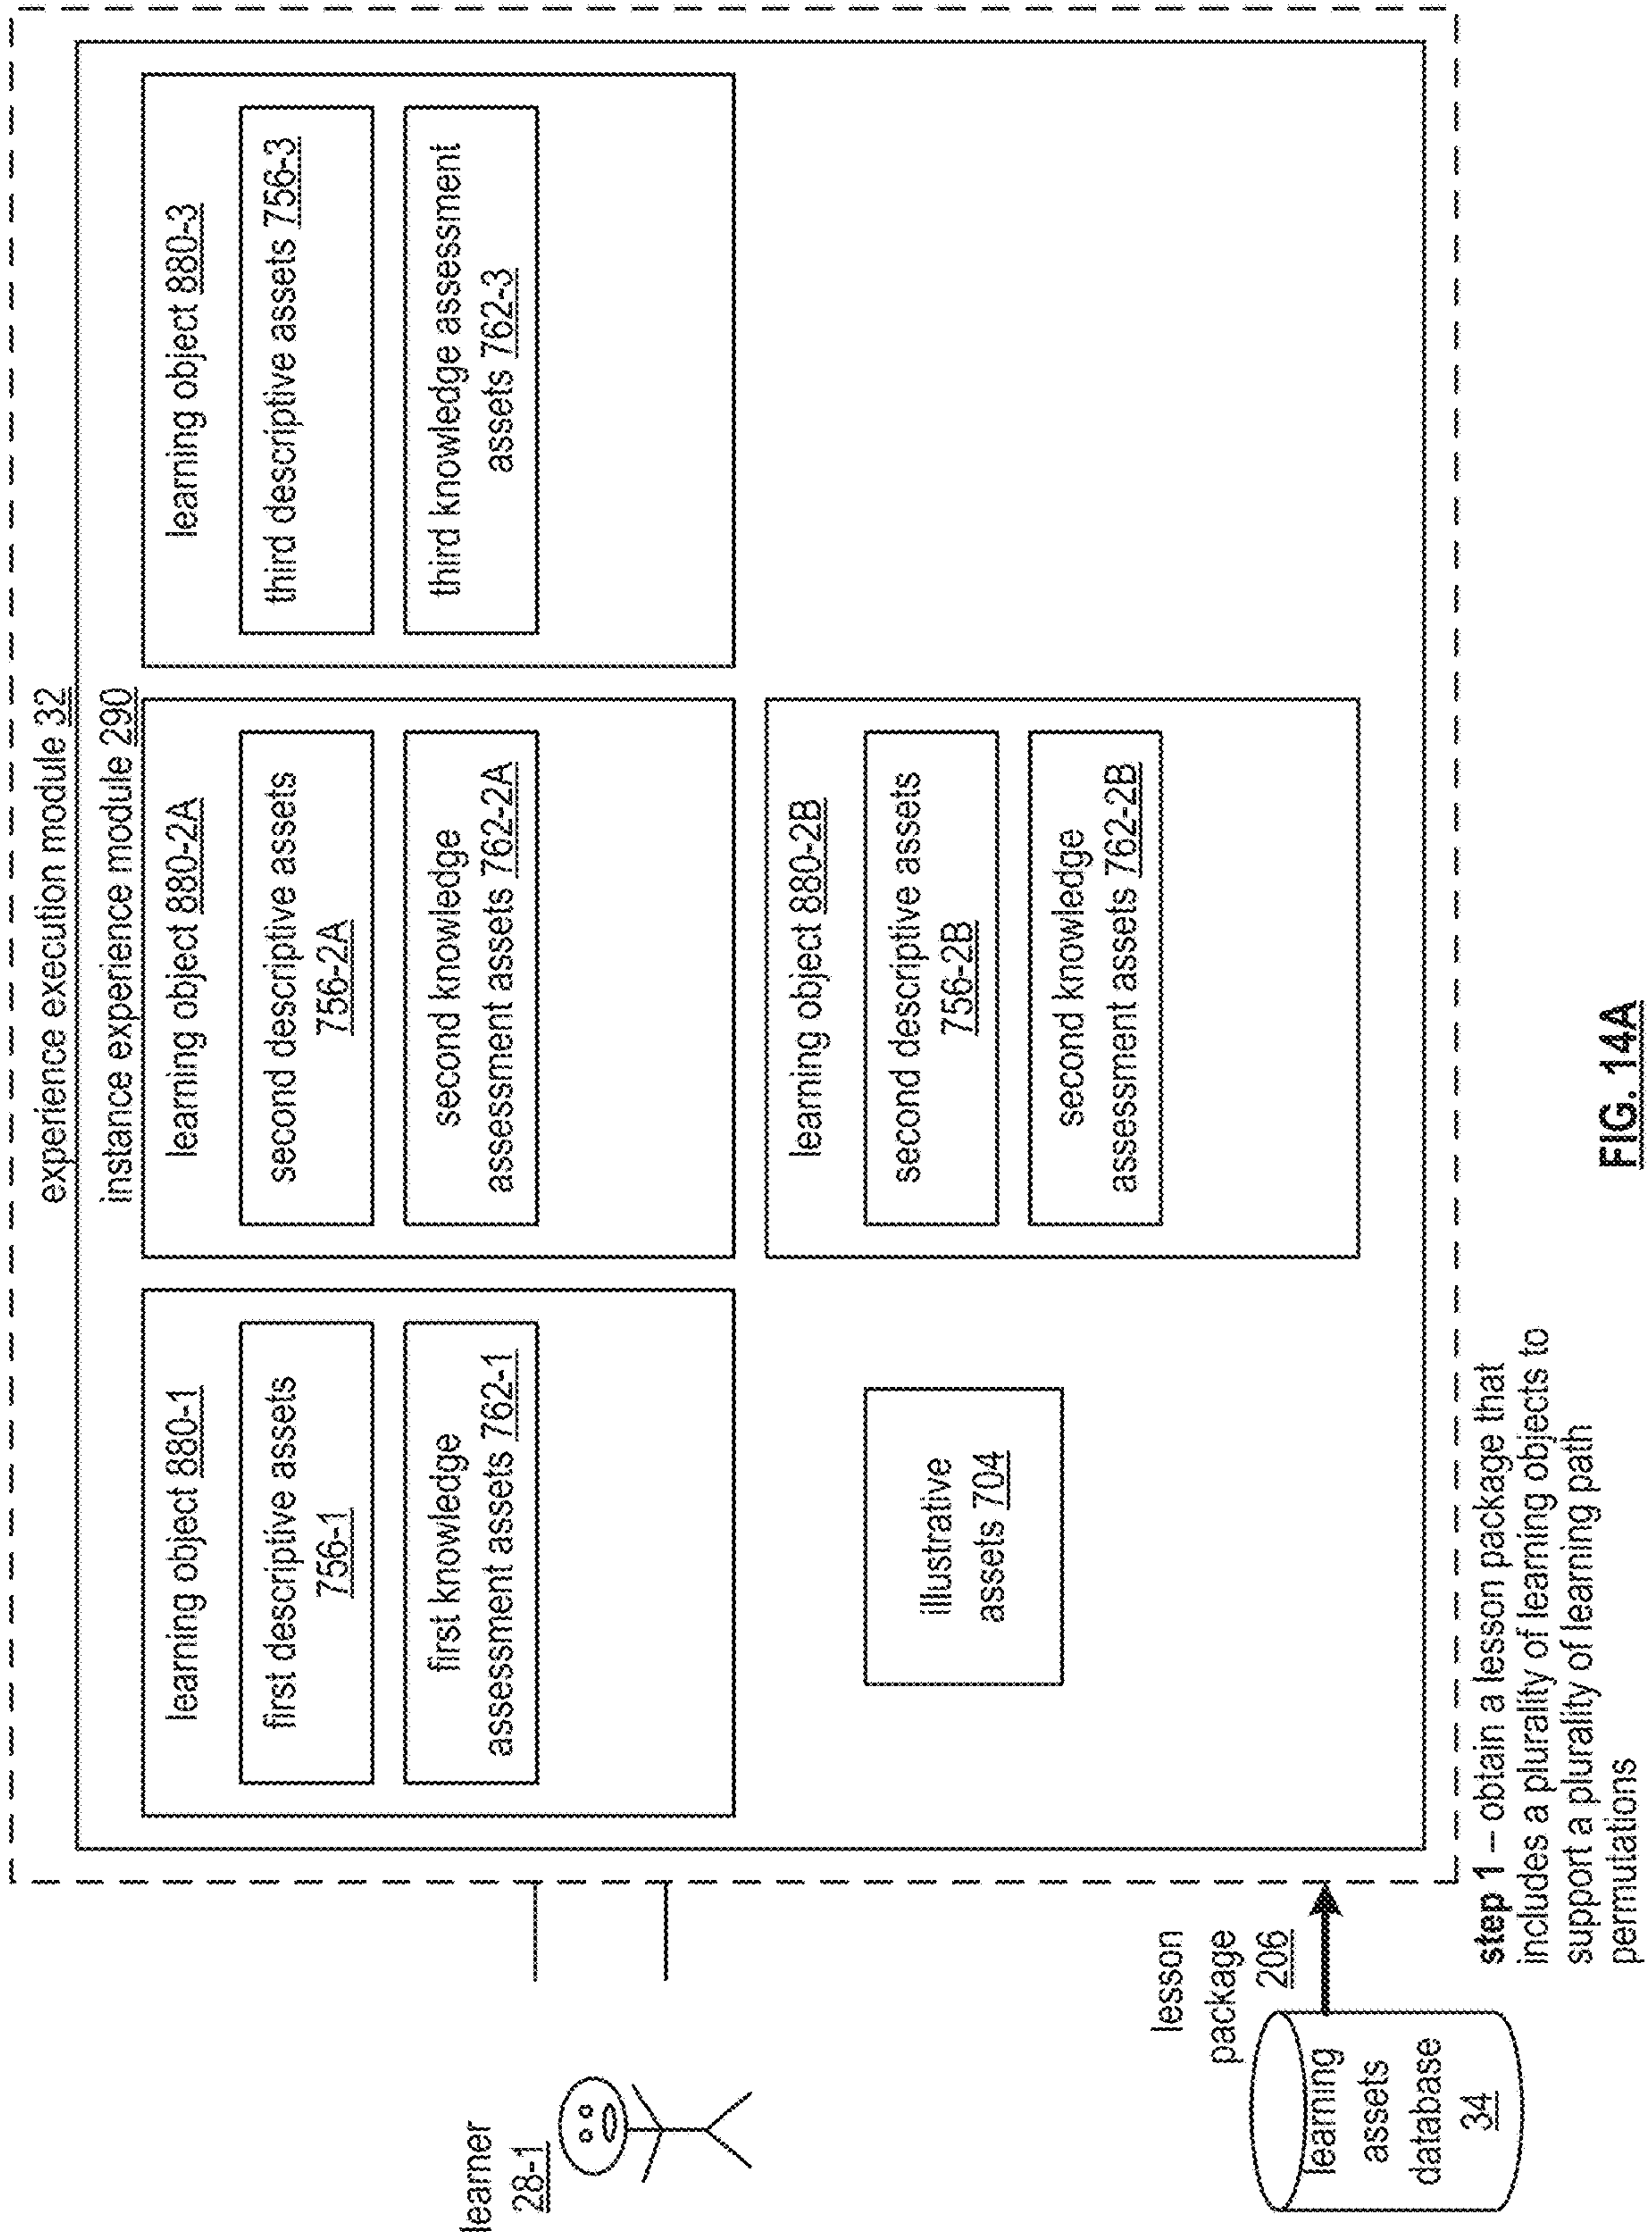 experience execution module 32
instance experience module 290
learning object 880-1
first descriptive assets
756-1
first knowledge
assessment assets 762-1
learning object 880-2A
second descriptive assets
756-2A
second knowledge
assessment assets 762-2A
learning object 880-3
third descriptive assets 756-3
third knowledge assessment
assets 762-3
illustrative
assets 704
learning object 880-2B
second descriptive assets
756-2B
second knowledge
assessment assets 762-2B
learner
28-1
lesson
package
206
learning
assets
database
34
step 1 – obtain a lesson package that
includes a plurality of learning objects to
support a plurality of learning path
permutations
FIG. 14A